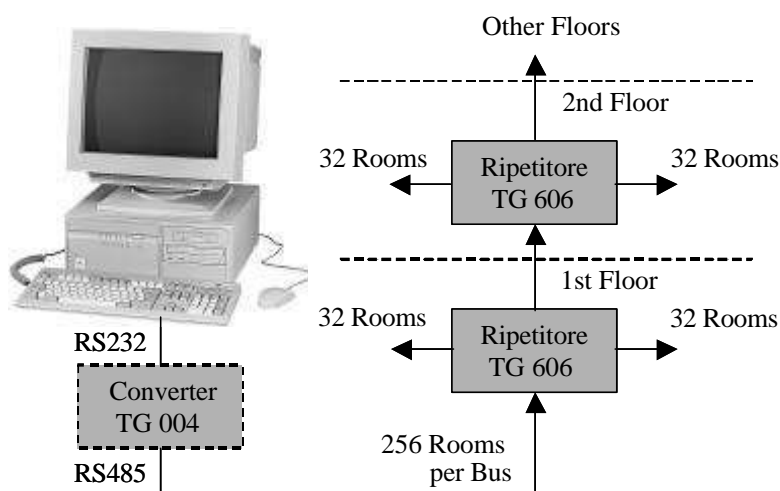 Other Floors
2nd Floor
32 Rooms
Ripetitore
TG 606
32 Rooms
1st Floor
32 Rooms
Ripetitore
TG 606
32 Rooms
RS232
Converter
TG 004
256 Rooms
per Bus
RS485